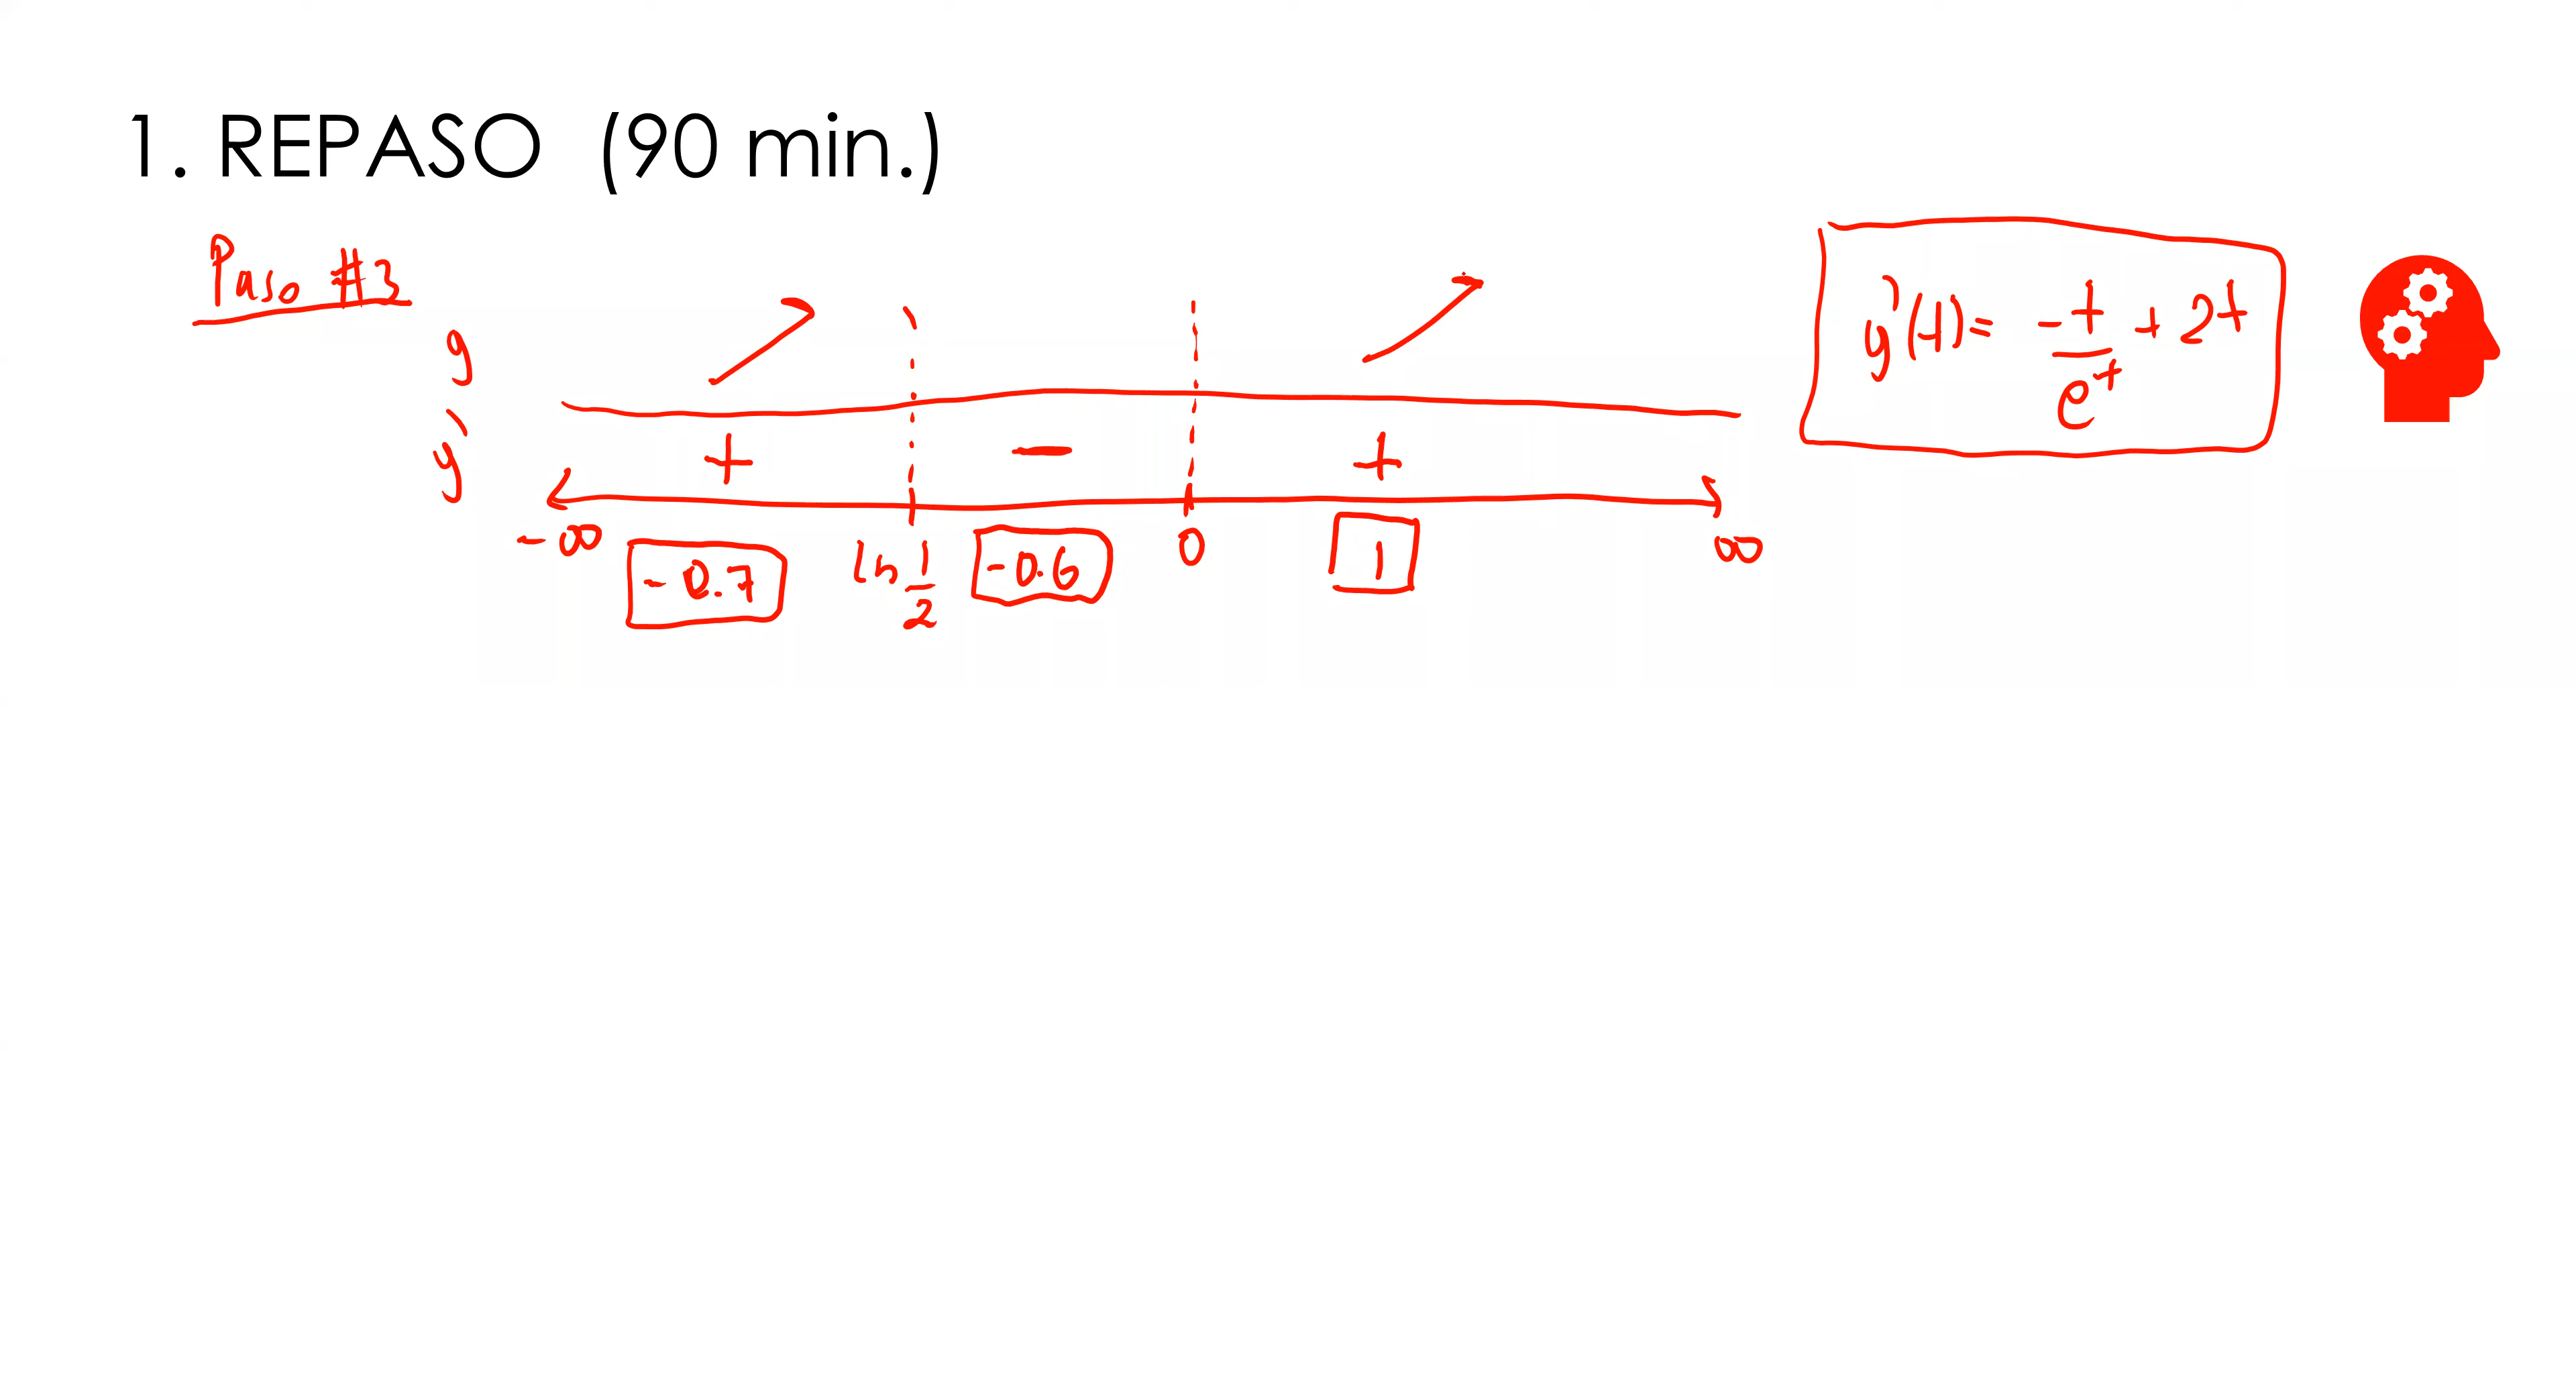 1. REPASO (90 min.)
Paso #3
g
g'
+ − +
-∞ -0.7 ln 1/2 -0.6 0 1 ∞
g'(t) = -t/e^t + 2t